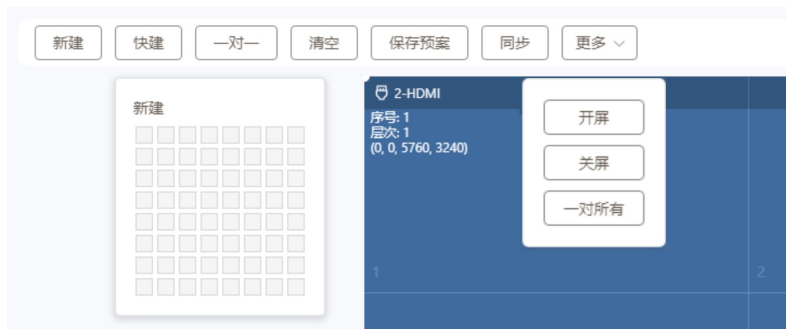 新建 快建 一对一 清空 保存预案 同步 更多
新建
2-HDMI
序号: 1
层次: 1
(0, 0, 5760, 3240)
开屏
关屏
一对所有
1
2